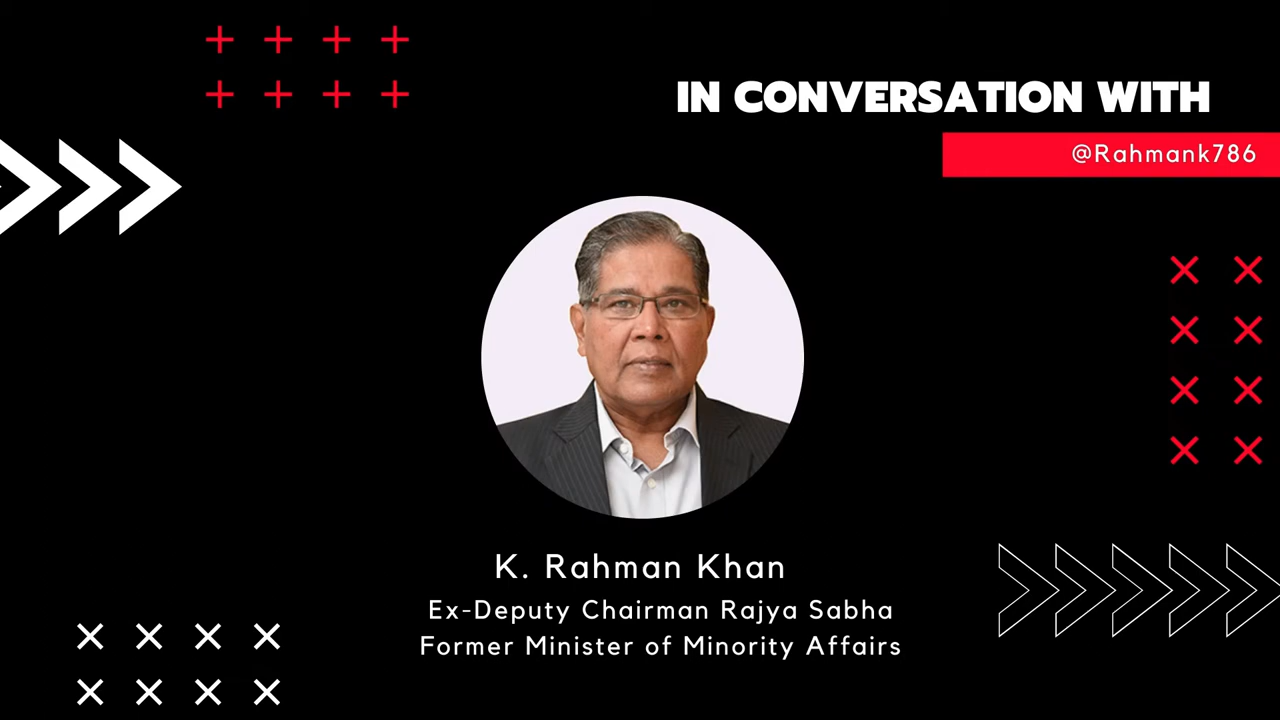 IN CONVERSATION WITH
@Rahmank786
K. Rahman Khan
Ex-Deputy Chairman Rajya Sabha
Former Minister of Minority Affairs